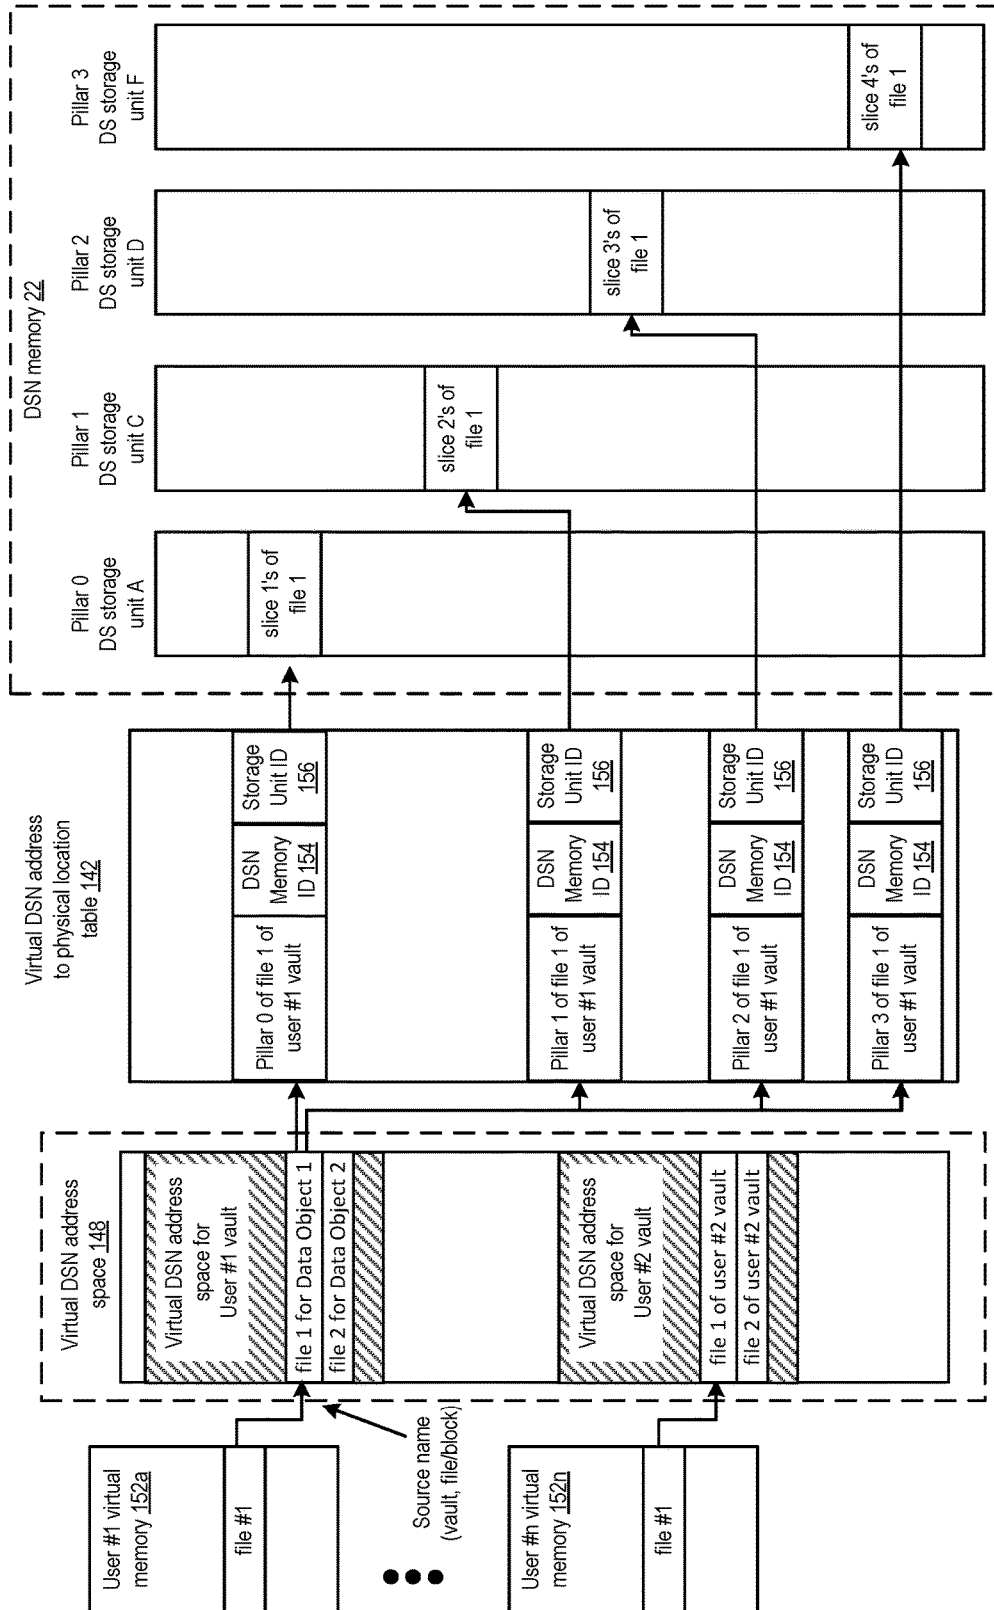 User #1 virtual
memory 152a
file #1
Source name
(vault, file/block)
User #n virtual
memory 152n
file #1
Virtual DSN address
space 148
Virtual DSN address
space for
User #1 vault
file 1 for Data Object 1
file 2 for Data Object 2
Virtual DSN address
space for
User #2 vault
file 1 of user #2 vault
file 2 of user #2 vault
Virtual DSN address
to physical location
table 142
Pillar 0 of file 1 of
user #1 vault
DSN
Memory
ID 154
Storage
Unit ID
156
Pillar 1 of file 1 of
user #1 vault
DSN
Memory
ID 154
Storage
Unit ID
156
Pillar 2 of file 1 of
user #1 vault
DSN
Memory
ID 154
Storage
Unit ID
156
Pillar 3 of file 1 of
user #1 vault
DSN
Memory
ID 154
Storage
Unit ID
156
DSN memory 22
Pillar 0
DS storage
unit A
slice 1's of
file 1
Pillar 1
DS storage
unit C
slice 2's of
file 1
Pillar 2
DS storage
unit D
slice 3's of
file 1
Pillar 3
DS storage
unit F
slice 4's of
file 1